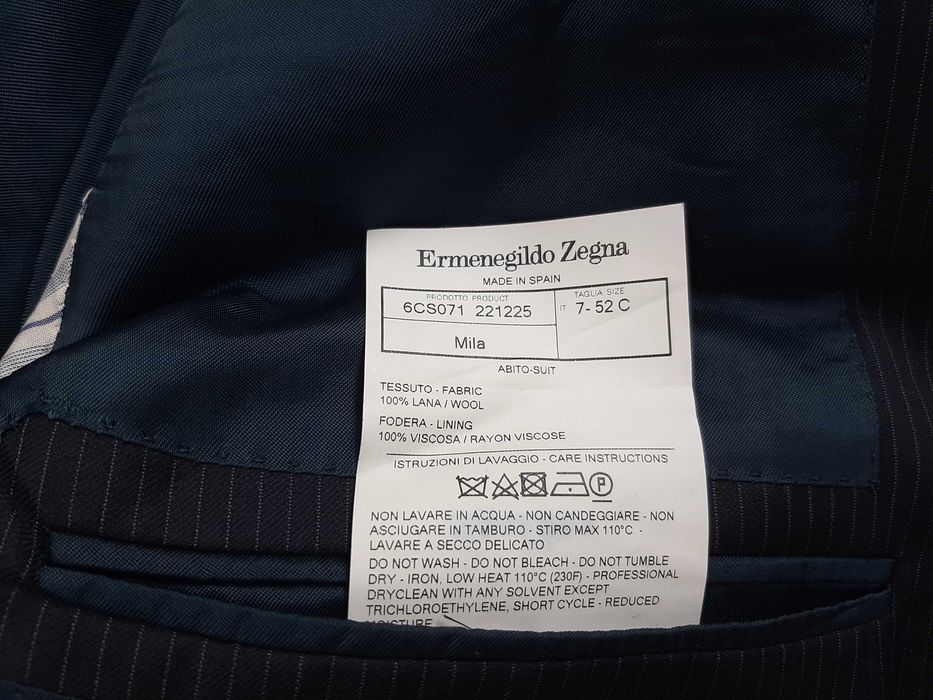 Ermenegildo Zegna
MADE IN SPAIN
PRODOTTO PRODUCT
6CS071 221225
Mila
TAGLIA SIZE
IT 7- 52 C
ABITO-SUIT
TESSUTO - FABRIC
100% LANA / WOOL
FODERA - LINING
100% VISCOSA / RAYON VISCOSE
ISTRUZIONI DI LAVAGGIO - CARE INSTRUCTIONS
P
NON LAVARE IN ACQUA - NON CANDEGGIARE - NON
ASCIUGARE IN TAMBURO - STIRO MAX 110°C. -
LAVARE A SECCO DELICATO
DO NOT WASH - DO NOT BLEACH - DO NOT TUMBLE
DRY - IRON, LOW HEAT 110°C (230F) - PROFESSIONAL
DRYCLEAN WITH ANY SOLVENT EXCEPT
TRICHLOROETHYLENE, SHORT CYCLE - REDUCED
MOISTURE